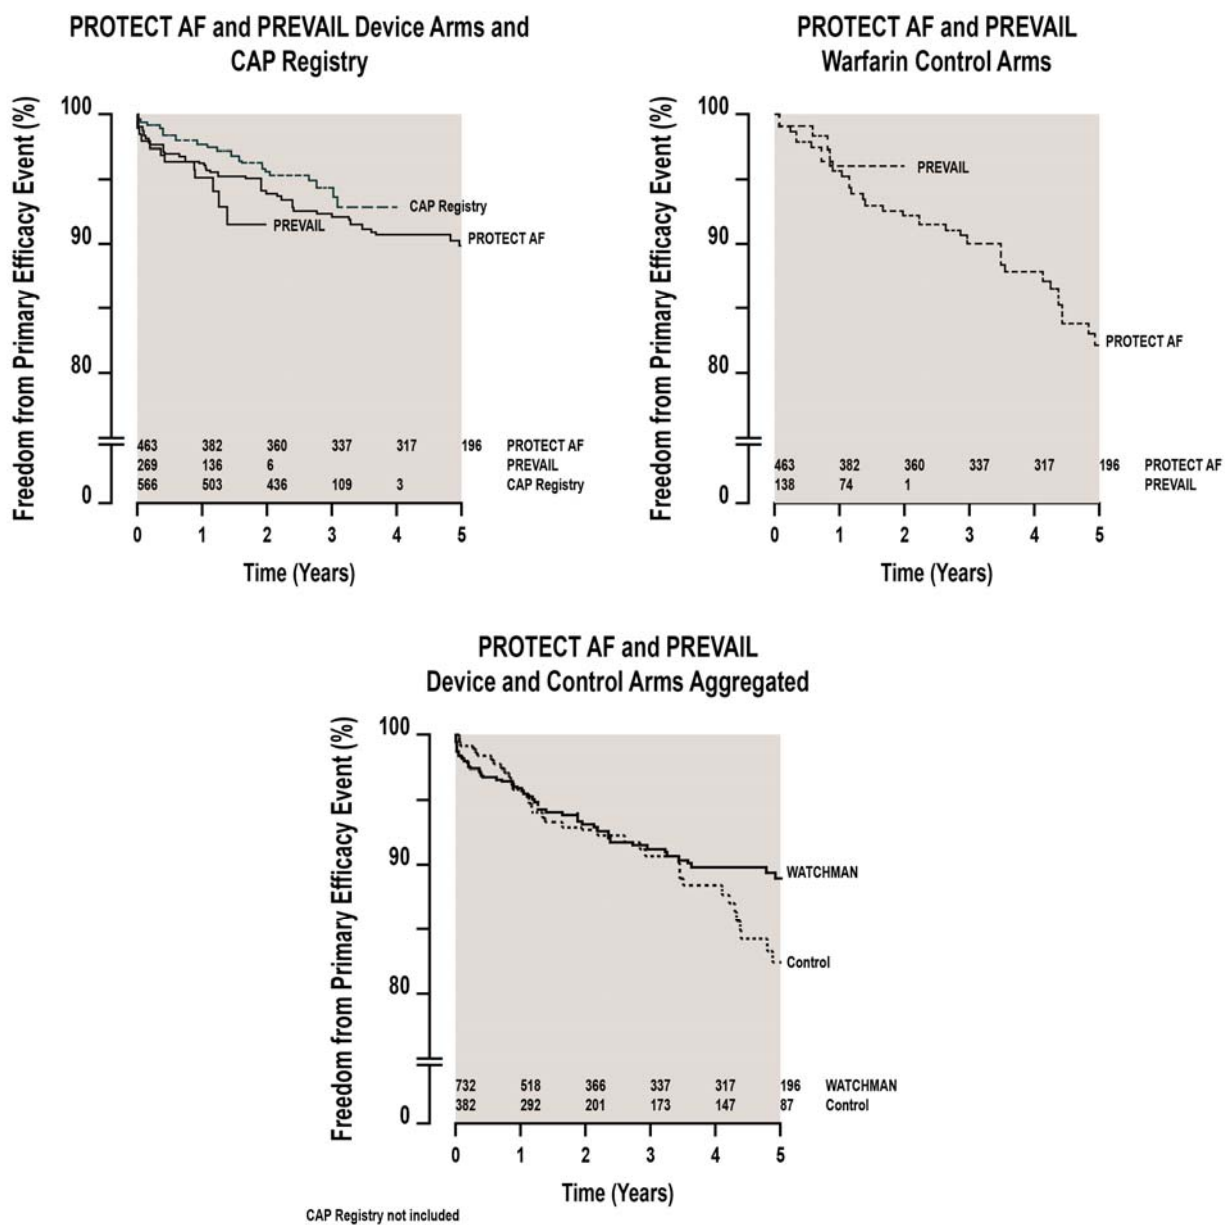 PROTECT AF and PREVAIL Device Arms and
CAP Registry
Freedom from Primary Efficacy Event (%)
100
90
80
0
CAP Registry
PREVAIL
PROTECT AF
463 382 360 337 317 196 PROTECT AF
269 136 6 PREVAIL
566 503 436 109 3 CAP Registry
0 1 2 3 4 5
Time (Years)
PROTECT AF and PREVAIL
Warfarin Control Arms
Freedom from Primary Efficacy Event (%)
100
90
80
0
PREVAIL
PROTECT AF
463 382 360 337 317 196 PROTECT AF
138 74 1 PREVAIL
0 1 2 3 4 5
Time (Years)
PROTECT AF and PREVAIL
Device and Control Arms Aggregated
Freedom from Primary Efficacy Event (%)
100
90
80
0
WATCHMAN
Control
732 518 366 337 317 196 WATCHMAN
382 292 201 173 147 87 Control
0 1 2 3 4 5
Time (Years)
CAP Registry not included